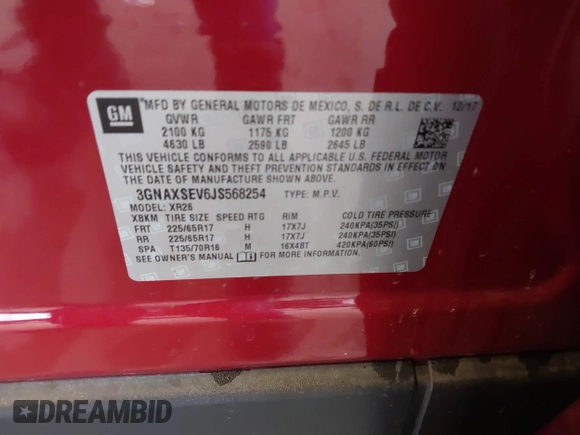 GM
*MFD BY GENERAL MOTORS DE MEXICO, S. DE R.L. DE C.V. 12/17
GVWR GAWR FRT GAWR RR
2100 KG 1175 KG 1200 KG
4630 LB 2590 LB 2645 LB
THIS VEHICLE CONFORMS TO ALL APPLICABLE U.S. FEDERAL MOTOR
VEHICLE SAFETY AND THEFT PREVENTION STANDARDS IN EFFECT ON
THE DATE OF MANUFACTURE SHOWN ABOVE.
3GNAXSEV6JS568254 TYPE: M.P.V.
MODEL: XR26
XBKM TIRE SIZE SPEED RTG RIM COLD TIRE PRESSURE
FRT 225/65R17 H 17X7J 240KPA(35PSI)
RR 225/65R17 H 17X7J 240KPA(35PSI)
SPA T135/70R16 M 16X4BT 420KPA(60PSI)
SEE OWNER'S MANUAL FOR MORE INFORMATION.
DREAMBID